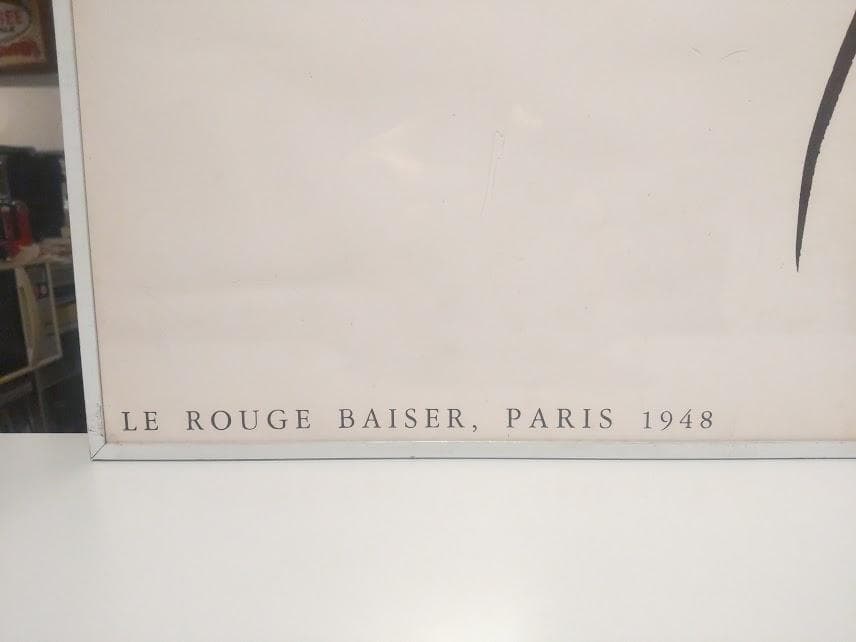 LE ROUGE BAISER, PARIS 1948